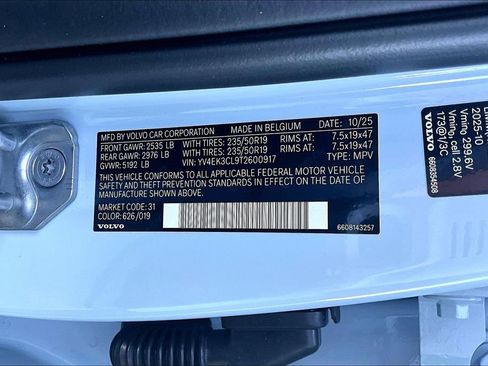 MFD BY VOLVO CAR CORPORATION MADE IN BELGIUM DATE 10/25
FRONT GAWR: 2535 LB WITH TIRES: 235/50R19 RIMS AT: 7.5x19x47
REAR GAWR: 2976 LB WITH TIRES: 235/50R19 RIMS AT: 7.5x19x47
GVWR: 5192 LB VIN: YV4EK3CL9T2600917 TYPE: MPV
THIS VEHICLE CONFORMS TO ALL APPLICABLE U.S. FEDERAL MOTOR VEHICLE
SAFETY AND THEFT PREVENTION STANDARDS IN EFFECT ON THE DATE OF
MANUFACTURE SHOWN ABOVE.
MARKET CODE: 31
COLOR: 626/019
VOLVO 6608143257
2025-10
Vming 299.6V
Vming/cell 2.8V
173@1/3C
VOLVO